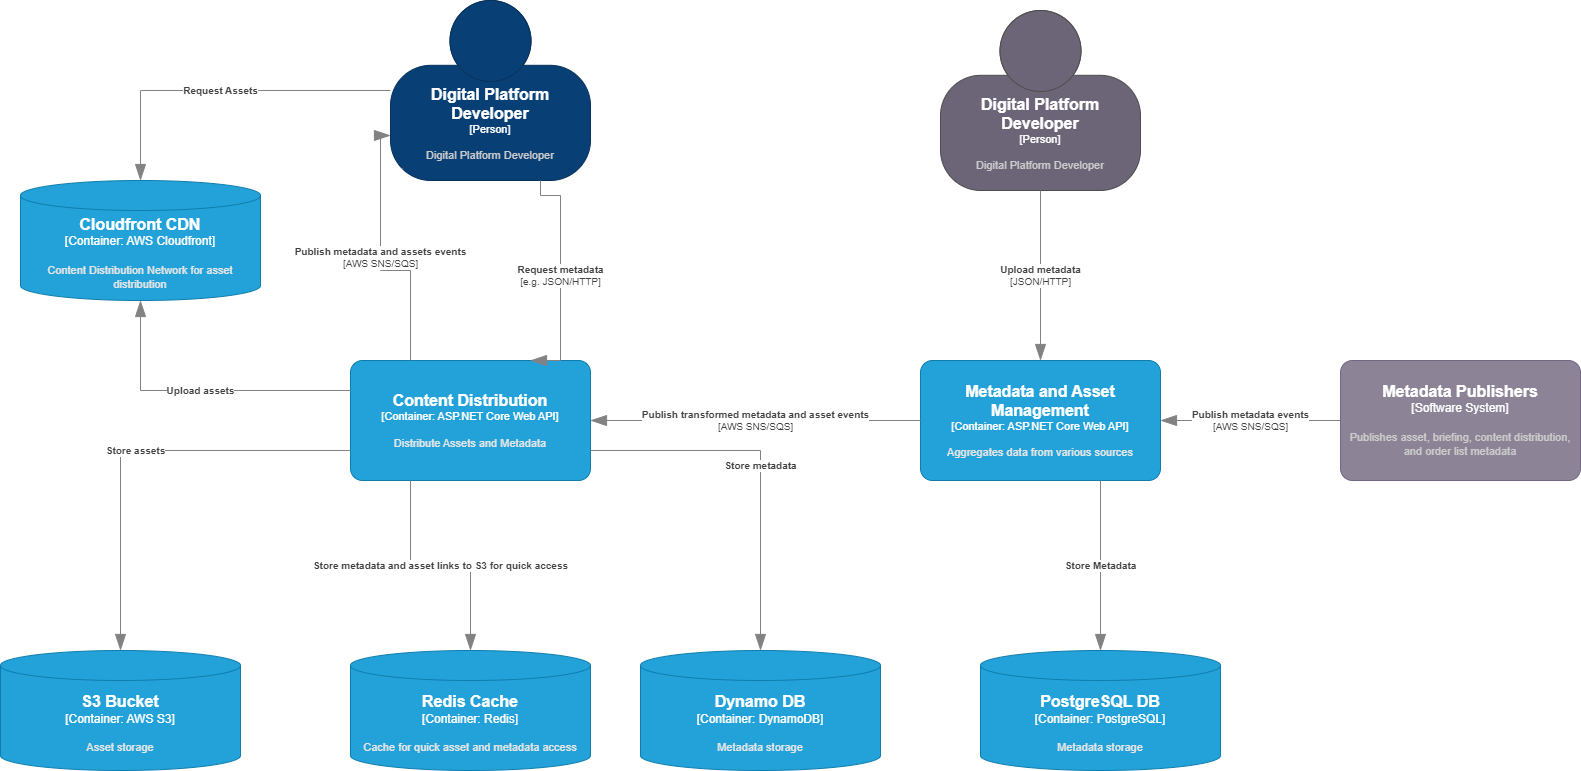 Digital Platform
Developer
[Person]
Digital Platform Developer
Digital Platform
Developer
[Person]
Digital Platform Developer
Request Assets
Cloudfront CDN
[Container: AWS Cloudfront]
Content Distribution Network for asset
distribution
Publish metadata and assets events
[AWS SNS/SQS]
Request metadata
[e.g. JSON/HTTP]
Upload metadata
[JSON/HTTP]
Upload assets
Content Distribution
[Container: ASP.NET Core Web API]
Distribute Assets and Metadata
Publish transformed metadata and asset events
[AWS SNS/SQS]
Metadata and Asset
Management
[Container: ASP.NET Core Web API]
Aggregates data from various sources
Publish metadata events
[AWS SNS/SQS]
Metadata Publishers
[Software System]
Publishes asset, briefing, content distribution,
and order list metadata
Store assets
Store metadata
Store metadata and asset links to S3 for quick access
Store Metadata
S3 Bucket
[Container: AWS S3]
Asset storage
Redis Cache
[Container: Redis]
Cache for quick asset and metadata access
Dynamo DB
[Container: DynamoDB]
Metadata storage
PostgreSQL DB
[Container: PostgreSQL]
Metadata storage